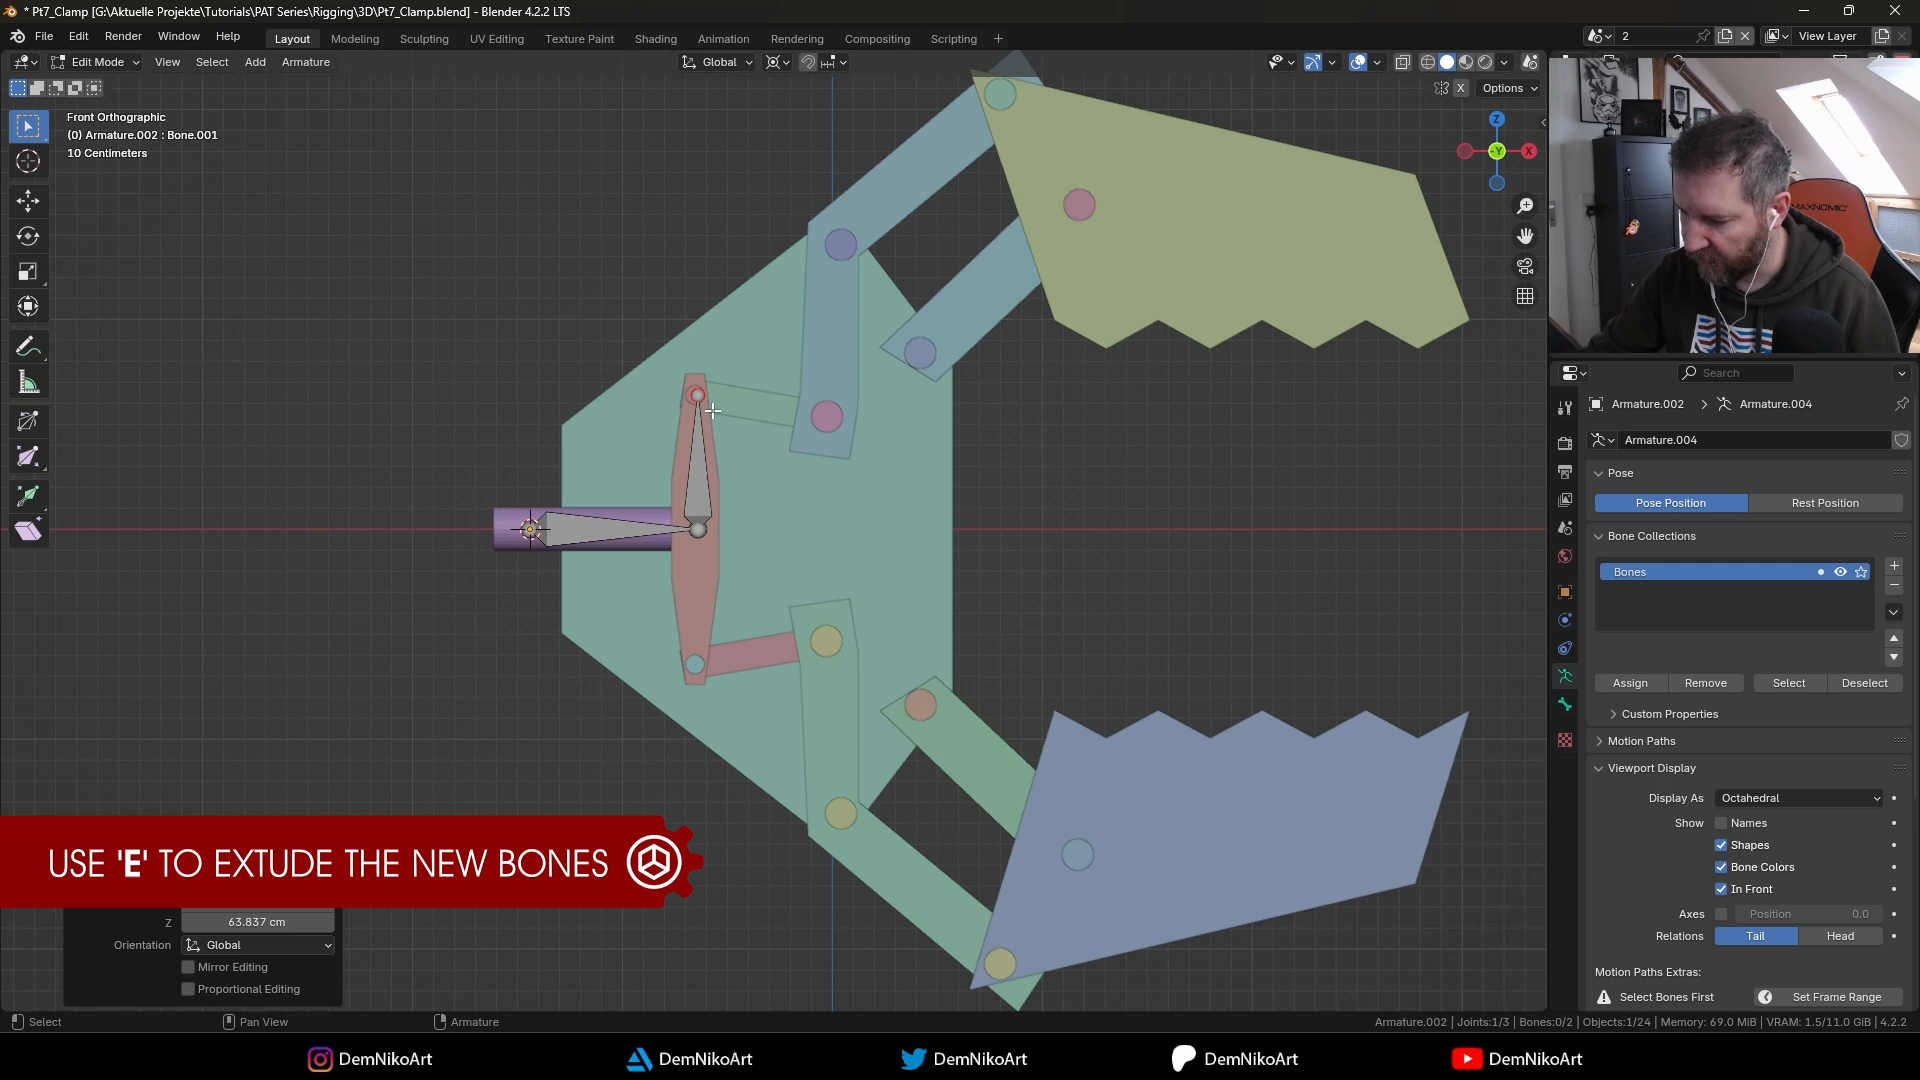 * Pt7_Clamp [G:\Aktuelle Projekte\Tutorials\PAT Series\Rigging\3D\Pt7_Clamp.blend] - Blender 4.2.2 LTS
File Edit Render Window Help Layout Modeling Sculpting UV Editing Texture Paint Shading Animation Rendering Compositing Scripting + 2 View Layer
Edit Mode View Select Add Armature Global
X Options
Front Orthographic
(0) Armature.002 : Bone.001
10 Centimeters
Z
-Y X
MAXNOMIC
Search
Armature.002 > Armature.004
Armature.004
Pose
Pose Position Rest Position
Bone Collections
Bones
Assign Remove Select Deselect
Custom Properties
Motion Paths
Viewport Display
Display As Octahedral
Show Names
Shapes
Bone Colors
In Front
Axes Position 0.0
Relations Tail Head
Motion Paths Extras:
Select Bones First Set Frame Range
USE 'E' TO EXTUDE THE NEW BONES
Z 63.837 cm
Orientation Global
Mirror Editing
Proportional Editing
Select Pan View Armature Armature.002 | Joints:1/3 | Bones:0/2 | Objects:1/24 | Memory: 69.0 MiB | VRAM: 1.5/11.0 GiB | 4.2.2
DemNikoArt DemNikoArt DemNikoArt DemNikoArt DemNikoArt